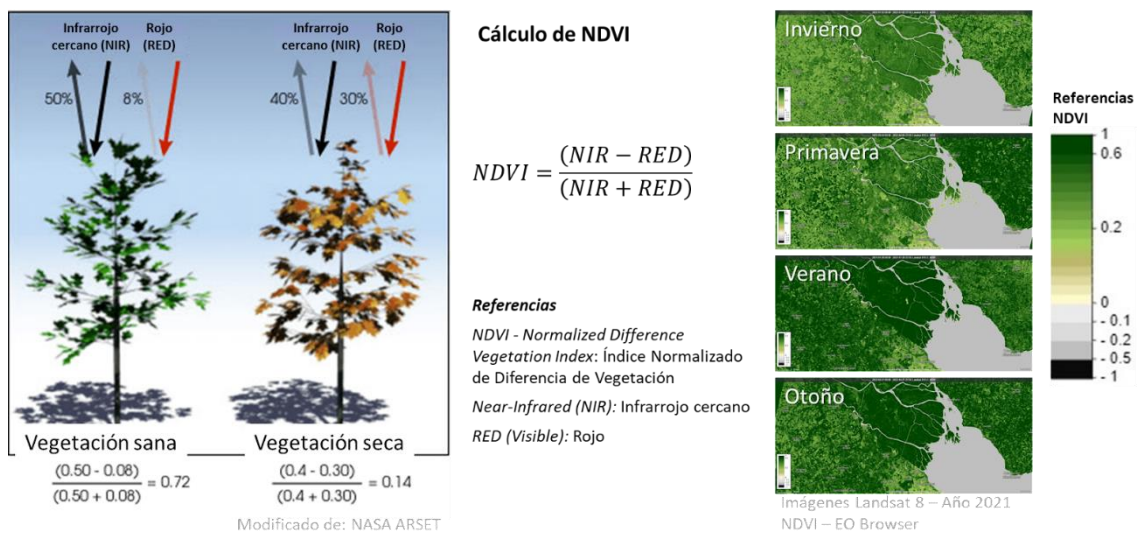 Infrarrojo
cercano (NIR)
Rojo
(RED)
Infrarrojo
cercano (NIR)
Rojo
(RED)
50%
8%
40%
30%
Vegetación sana
Vegetación seca
(0.50 - 0.08)
(0.50 + 0.08)
= 0.72
(0.4 - 0.30)
(0.4 + 0.30)
= 0.14
Modificado de: NASA ARSET
Cálculo de NDVI
NDVI = (NIR − RED)
(NIR + RED)
Referencias
NDVI - Normalized Difference
Vegetation Index: Índice Normalizado
de Diferencia de Vegetación
Near-Infrared (NIR): Infrarrojo cercano
RED (Visible): Rojo
Invierno
Primavera
Verano
Otoño
Imágenes Landsat 8 – Año 2021
NDVI – EO Browser
Referencias
NDVI
1
0.6
0.2
0
- 0.1
- 0.2
- 0.5
- 1